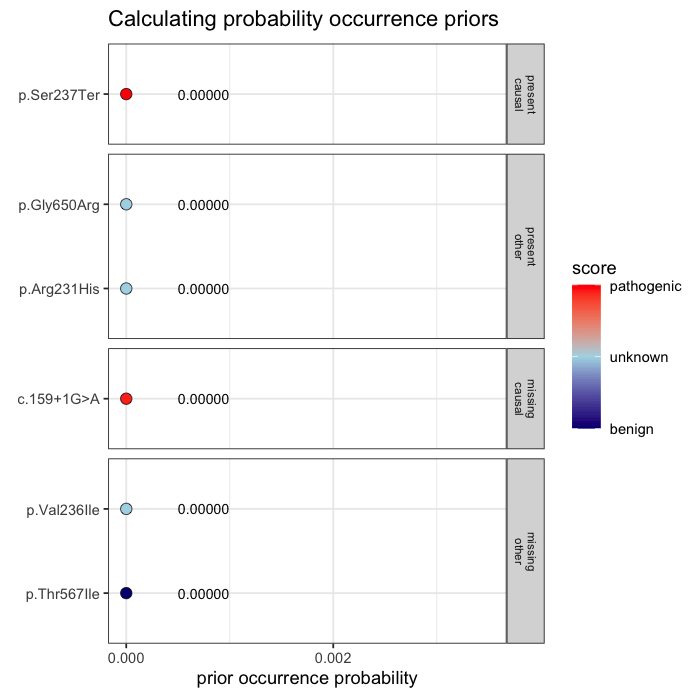 Calculating probability occurrence priors
p.Ser237Ter
0.00000
present
causal
p.Gly650Arg
0.00000
p.Arg231His
0.00000
present
other
c.159+1G>A
0.00000
missing
causal
p.Val236Ile
0.00000
p.Thr567Ile
0.00000
missing
other
0.000
0.002
prior occurrence probability
score
pathogenic
unknown
benign